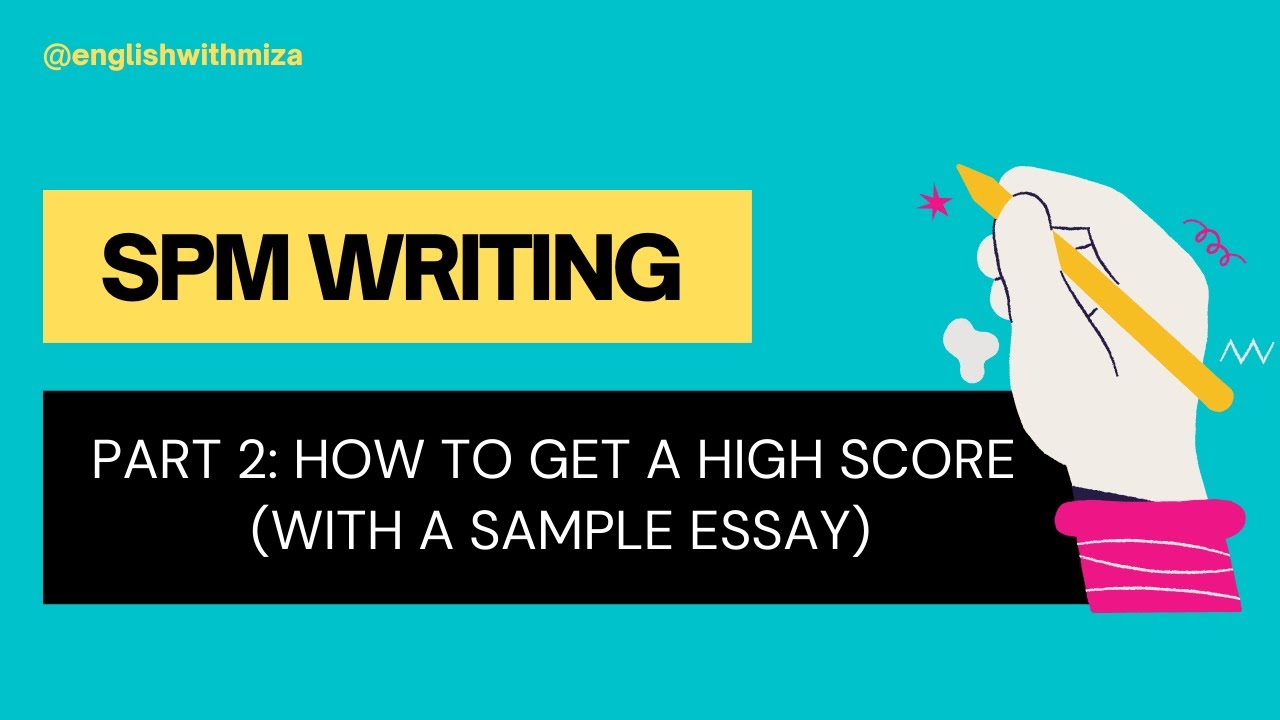 @englishwithmiza
SPM WRITING
PART 2: HOW TO GET A HIGH SCORE
(WITH A SAMPLE ESSAY)